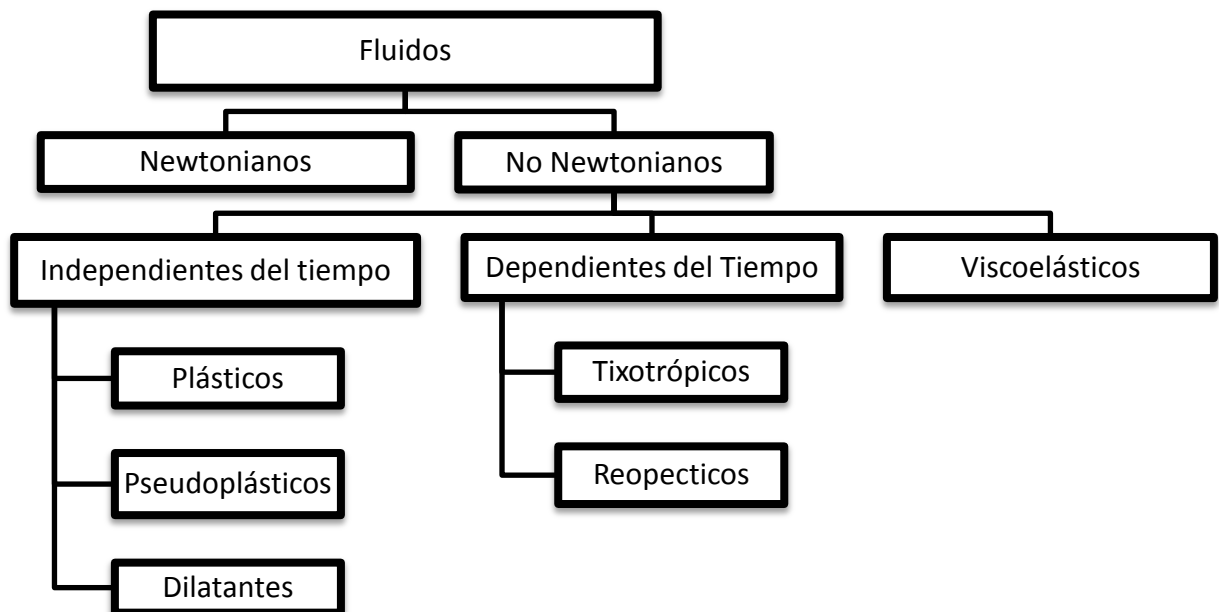 Fluidos
Newtonianos
No Newtonianos
Independientes del tiempo
Dependientes del Tiempo
Viscoelásticos
Plásticos
Tixotrópicos
Pseudoplásticos
Reopecticos
Dilatantes